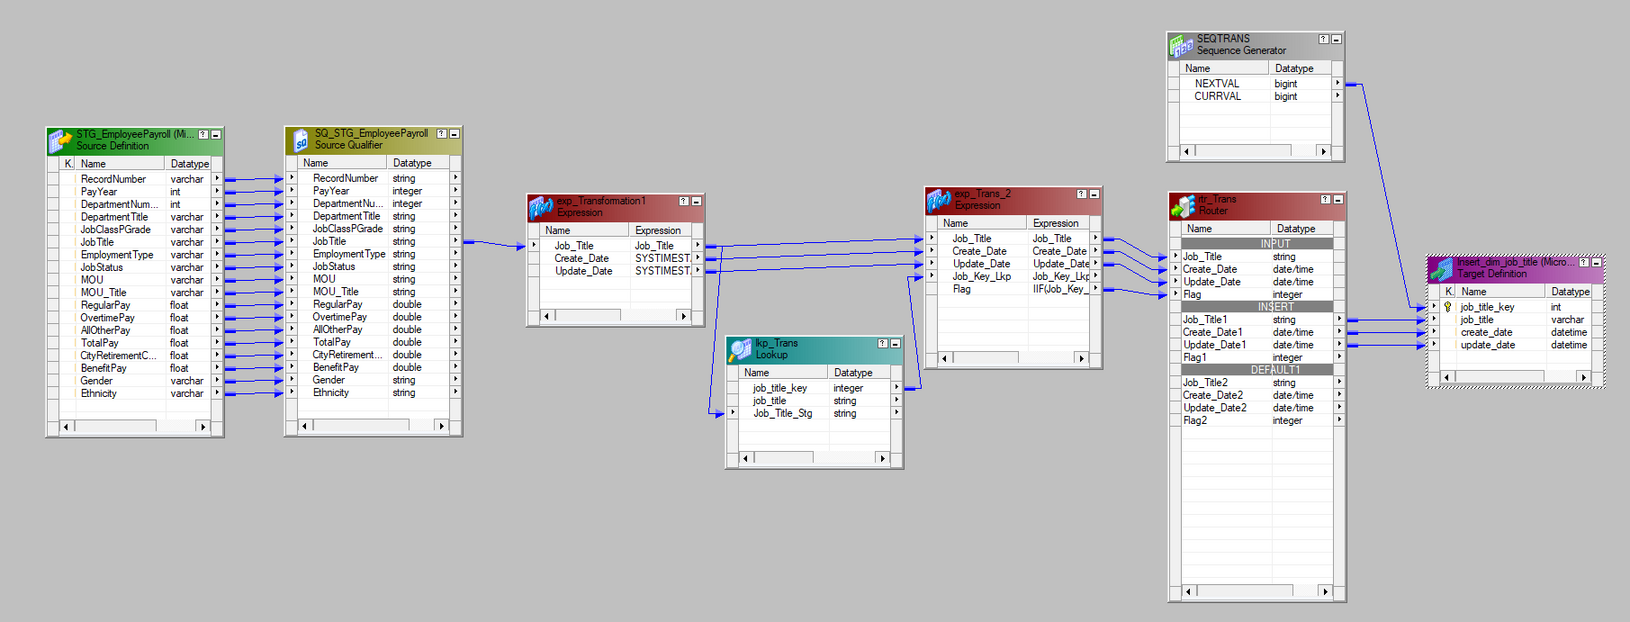 STG_EmployeePayroll (Mi...
Source Definition
K. Name Datatype
RecordNumber varchar
PayYear int
DepartmentNum... int
DepartmentTitle varchar
JobClassPGrade varchar
JobTitle varchar
EmploymentType varchar
JobStatus varchar
MOU varchar
MOU_Title varchar
RegularPay float
OvertimePay float
AllOtherPay float
TotalPay float
CityRetirementC... float
BenefitPay float
Gender varchar
Ethnicity varchar
SQ_STG_EmployeePayroll
Source Qualifier
Name Datatype
RecordNumber string
PayYear integer
DepartmentNu... integer
DepartmentTitle string
JobClassPGrade string
JobTitle string
EmploymentType string
JobStatus string
MOU string
MOU_Title string
RegularPay double
OvertimePay double
AllOtherPay double
TotalPay double
CityRetirement... double
BenefitPay double
Gender string
Ethnicity string
exp_Transformation1
Expression
Name Expression
Job_Title Job_Title
Create_Date SYSTIMEST.
Update_Date SYSTIMEST.
lkp_Trans
Lookup
Name Datatype
job_title_key integer
job_title string
Job_Title_Stg string
exp_Trans_2
Expression
Name Expression
Job_Title Job_Title
Create_Date Create_Date
Update_Date Update_Date
Job_Key_Lkp Job_Key_Lkp
Flag IIF(Job_Key_
SEQTRANS
Sequence Generator
Name Datatype
NEXTVAL bigint
CURRVAL bigint
rtr_Trans
Router
Name Datatype
INPUT
Job_Title string
Create_Date date/time
Update_Date date/time
Flag integer
INSERT
Job_Title1 string
Create_Date1 date/time
Update_Date1 date/time
Flag1 integer
DEFAULT1
Job_Title2 string
Create_Date2 date/time
Update_Date2 date/time
Flag2 integer
Insert_dim_job_title (Micro...
Target Definition
K. Name Datatype
job_title_key int
job_title varchar
create_date datetime
update_date datetime